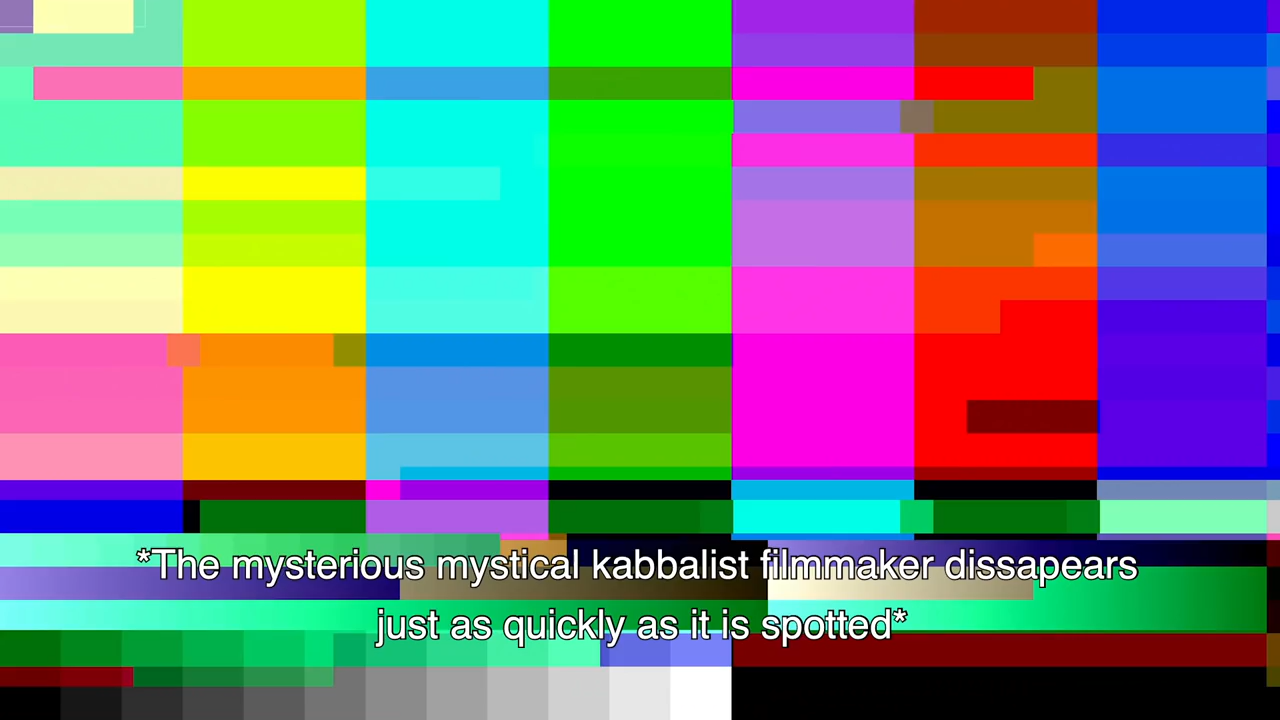 *The mysterious mystical kabbalist filmmaker dissapears
just as quickly as it is spotted*